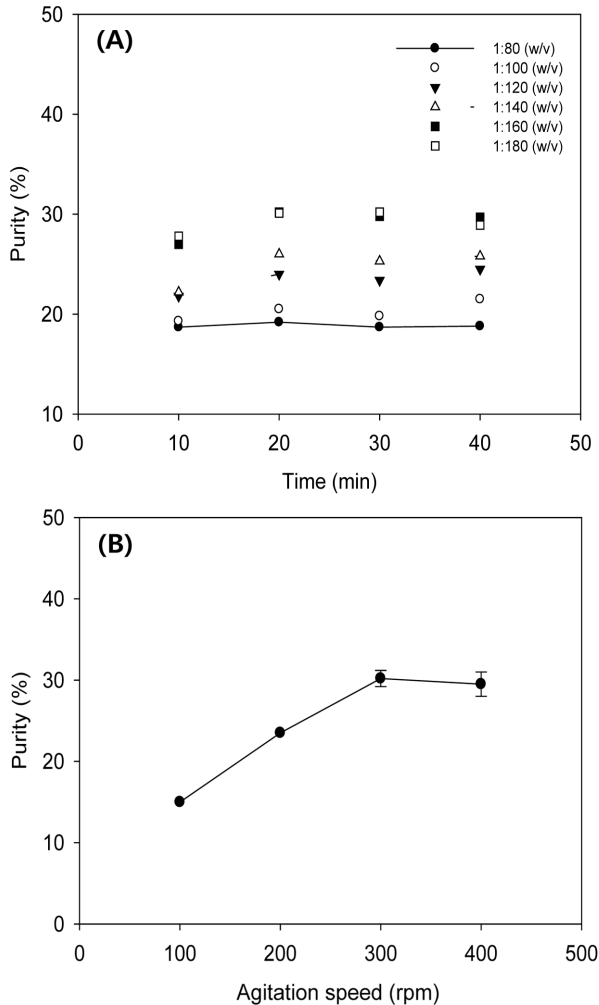 50
(A)
1:80 (w/v)
1:100 (w/v)
1:120 (w/v)
40
1:140 (w/v)
1:160 (w/v)
1:180 (w/v)
Purity (%)
30
20
10
0 10 20 30 40 50
Time (min)
50
(B)
40
Purity (%)
30
20
10
0
0 100 200 300 400 500
Agitation speed (rpm)